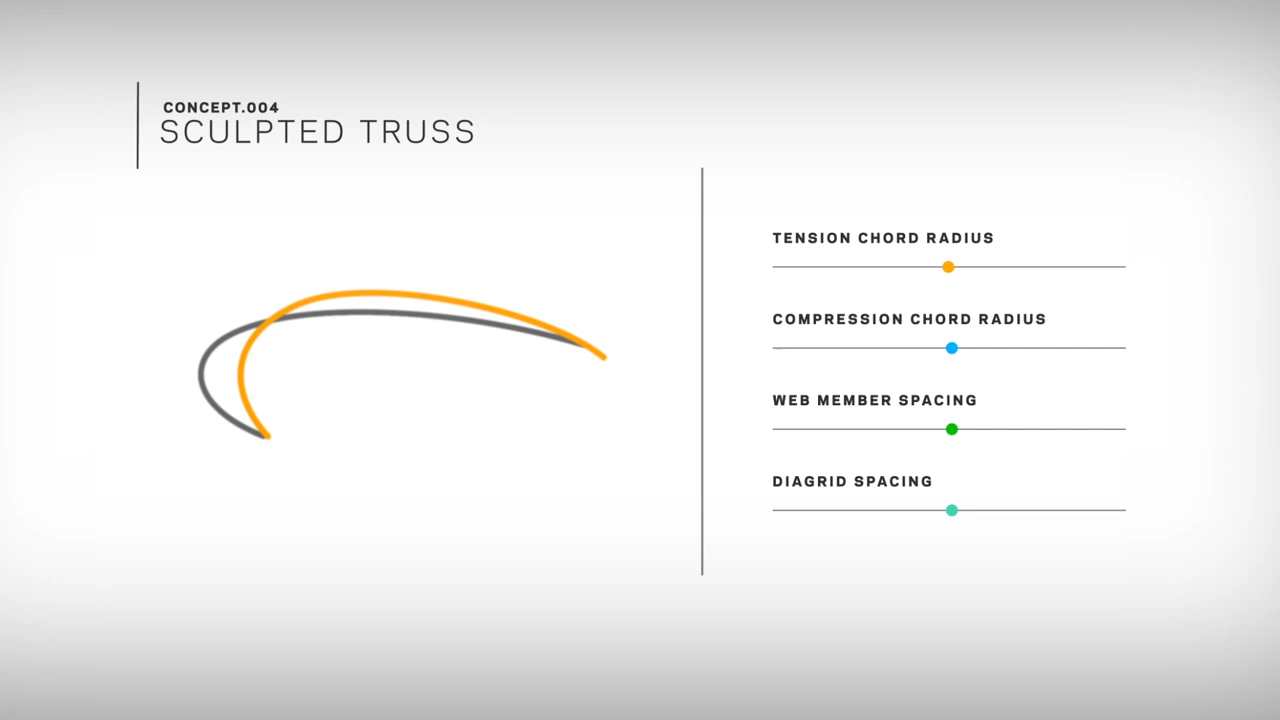 CONCEPT.004
SCULPTED TRUSS
TENSION CHORD RADIUS
COMPRESSION CHORD RADIUS
WEB MEMBER SPACING
DIAGRID SPACING